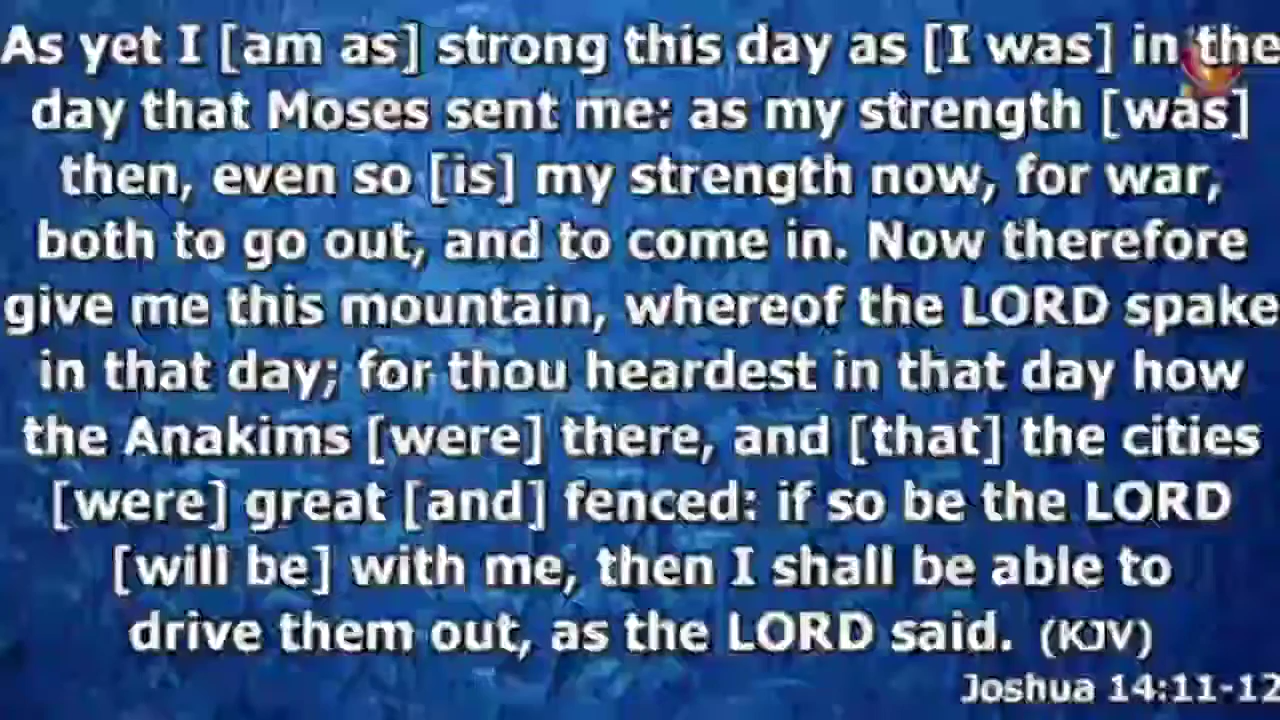 As yet I [am as] strong this day as [I was] in the
day that Moses sent me: as my strength [was]
then, even so [is] my strength now, for war,
both to go out, and to come in. Now therefore
give me this mountain, whereof the LORD spake
in that day; for thou heardest in that day how
the Anakims [were] there, and [that] the cities
[were] great [and] fenced: if so be the LORD
[will be] with me, then I shall be able to
drive them out, as the LORD said. (KJV)
Joshua 14:11-12